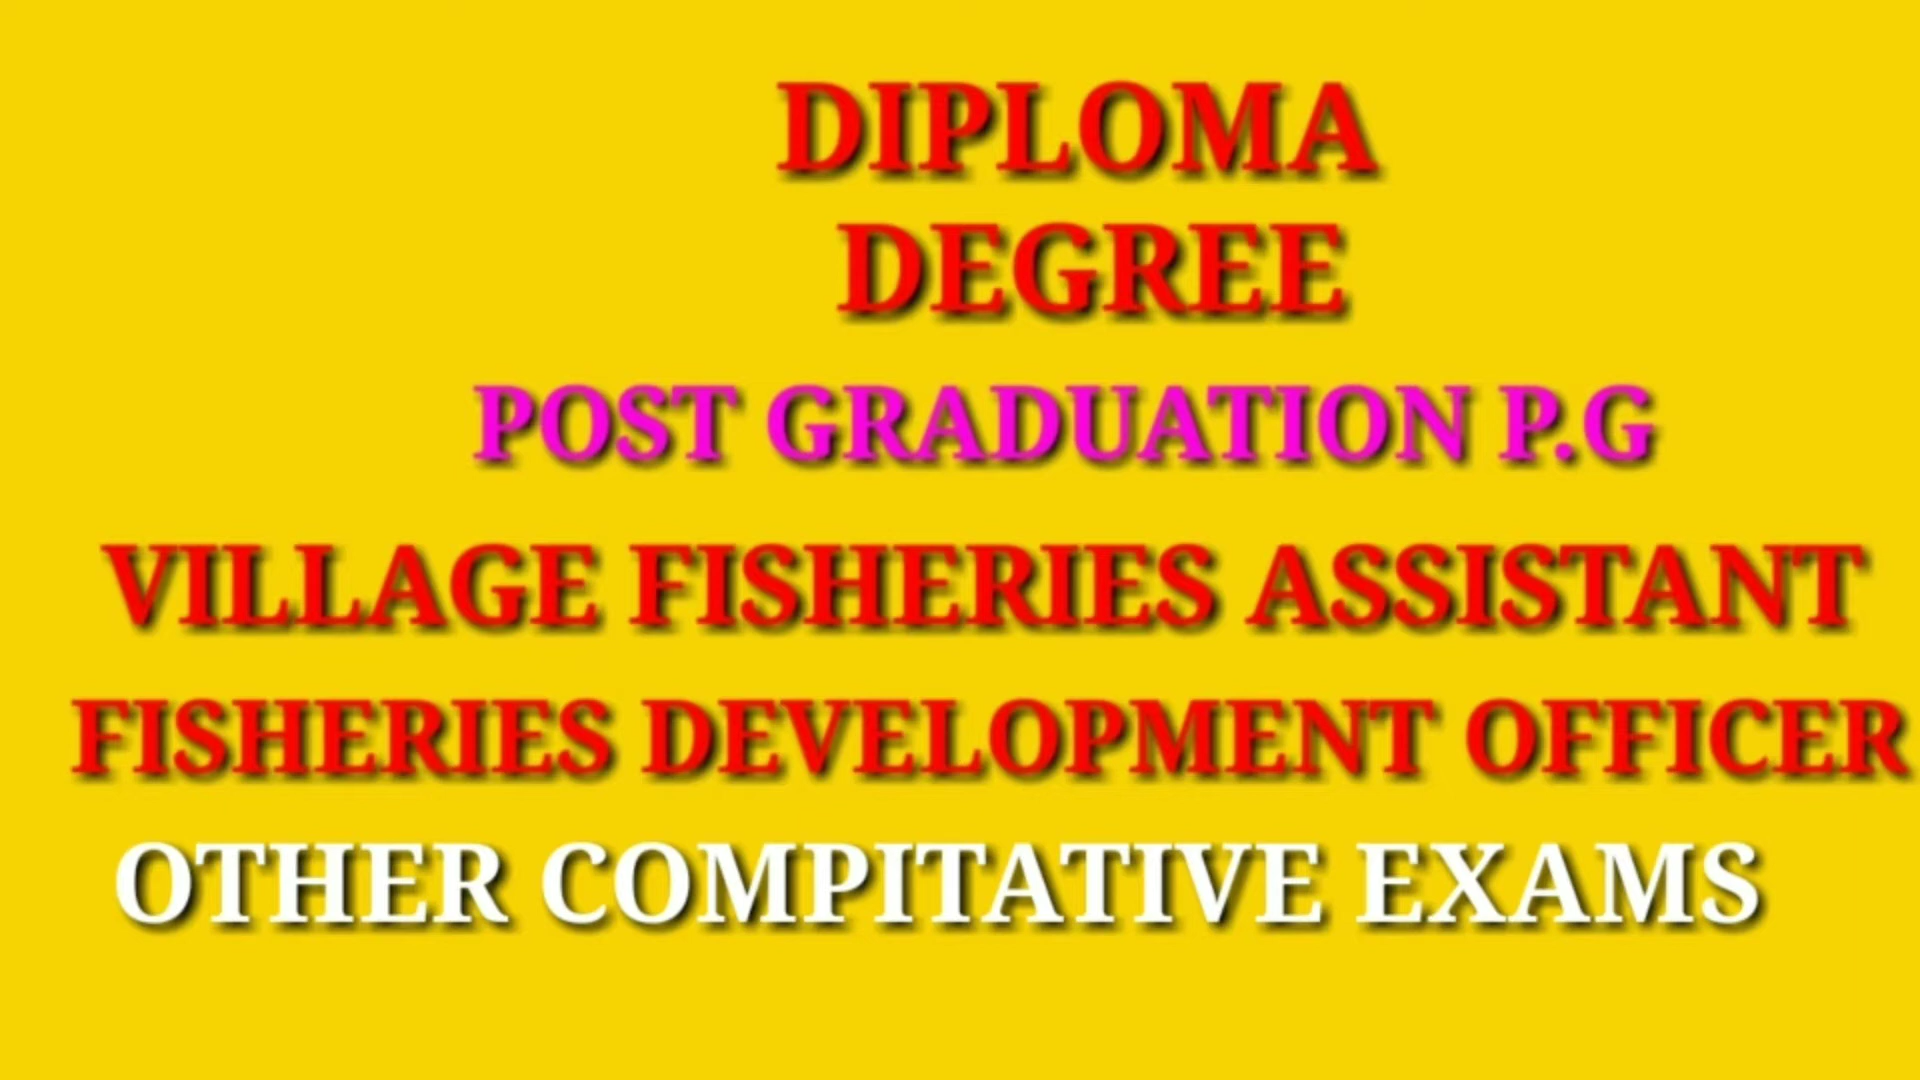 DIPLOMA
DEGREE
POST GRADUATION P.G
VILLAGE FISHERIES ASSISTANT
FISHERIES DEVELOPMENT OFFICER
OTHER COMPITATIVE EXAMS